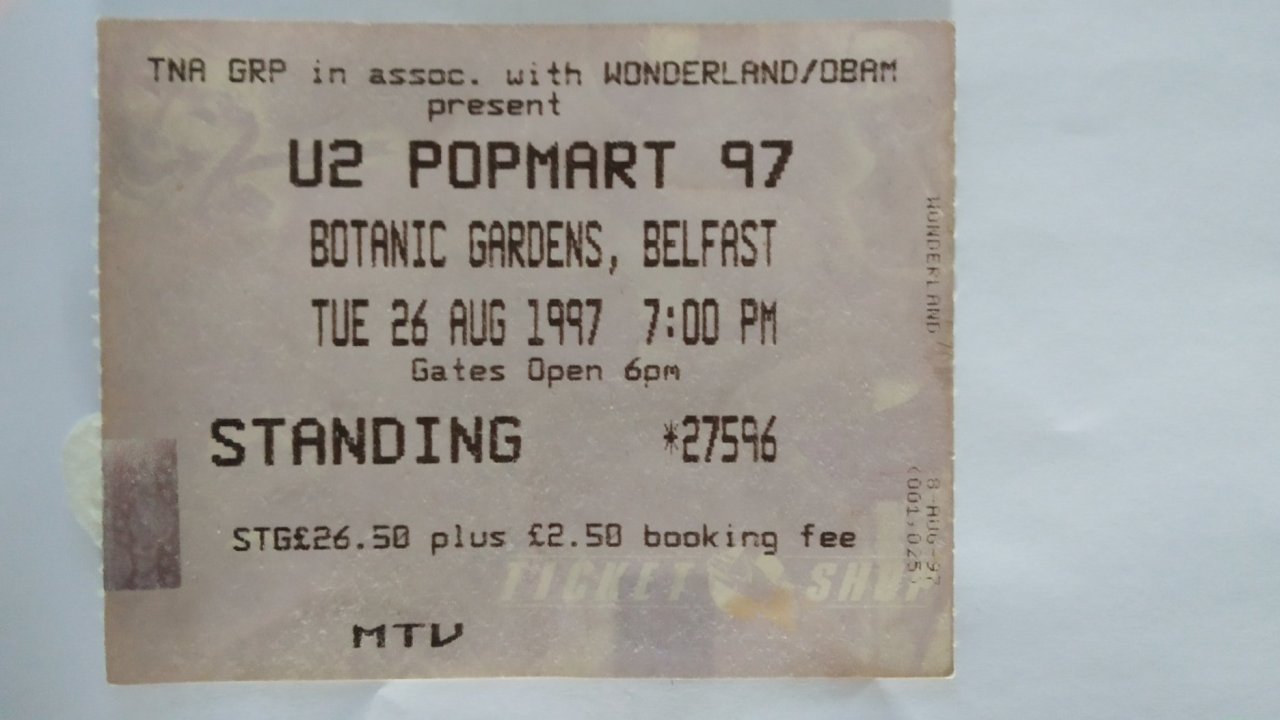 TNA GRP in assoc. with WONDERLAND/OBAM
present
U2 POPMART 97
BOTANIC GARDENS, BELFAST
TUE 26 AUG 1997 7:00 PM
Gates Open 6pm
STANDING *27596
STG£26.50 plus £2.50 booking fee
TICKET SHOP
MTV
WONDERLAND /
8-AUG-97
(001,025)